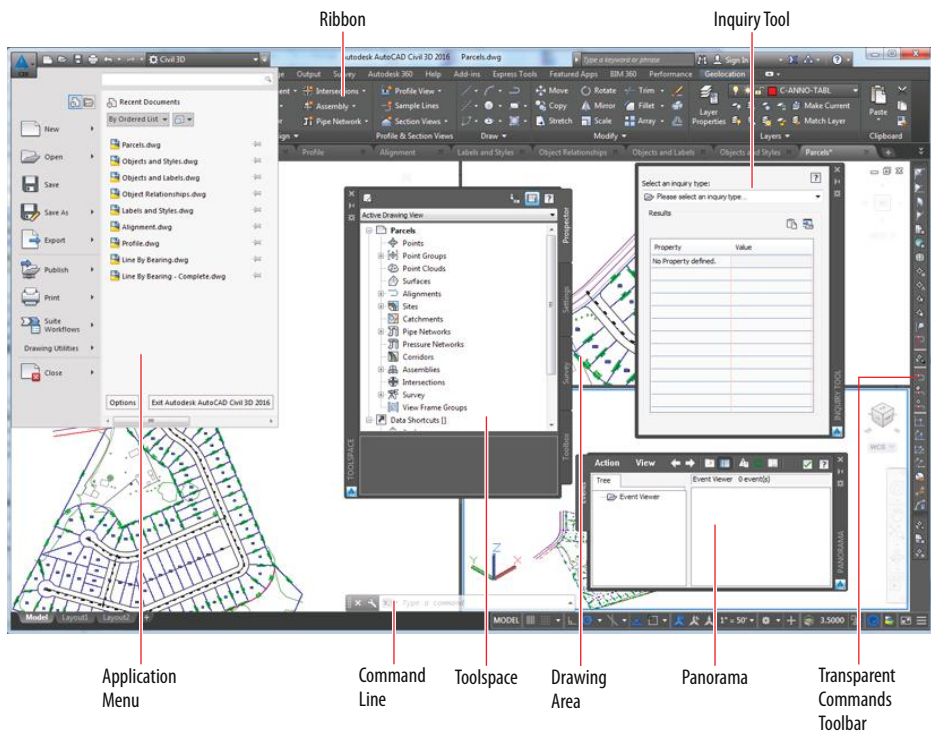 Ribbon
Inquiry Tool
Civil 3D
Autodesk AutoCAD Civil 3D 2016 Parcels.dwg
Type a keyword or phrase
Sign In
Output Survey Autodesk 360 Help Add-ins Express Tools Featured Apps BIM 360 Performance Geolocation
Intersections
Assembly
Pipe Network
Profile View
Sample Lines
Section Views
Profile & Section Views
Draw
Move
Copy
Stretch
Rotate
Mirror
Scale
Trim
Fillet
Array
Modify
Layer
Properties
C-ANNO-TABL
Make Current
Match Layer
Layers
Paste
Clipboard
Profile
Alignment
Labels and Styles
Object Relationships
Objects and Labels
Objects and Styles
Parcels*
New
Open
Save
Save As
Export
Publish
Print
Suite
Workflows
Drawing Utilities
Close
Recent Documents
By Ordered List
Parcels.dwg
Objects and Styles.dwg
Objects and Labels.dwg
Object Relationships.dwg
Labels and Styles.dwg
Alignment.dwg
Profile.dwg
Line By Bearing.dwg
Line By Bearing - Complete.dwg
Options
Exit Autodesk AutoCAD Civil 3D 2016
Active Drawing View
Parcels
Points
Point Groups
Point Clouds
Surfaces
Alignments
Sites
Catchments
Pipe Networks
Pressure Networks
Corridors
Assemblies
Intersections
Survey
View Frame Groups
Data Shortcuts []
Prospector
Settings
Survey
Toolbox
TOOLSPACE
Select an inquiry type:
Please select an inquiry type...
Results
Property Value
No Property defined.
INQUIRY TOOL
WCS
Action View
Tree
Event Viewer 0 event(s)
Event Viewer
PANORAMA
Z
Y
X
Type a command
Model Layout1 Layout2 +
MODEL
1" = 50'
3.5000
Application
Menu
Command
Line
Toolspace
Drawing
Area
Panorama
Transparent
Commands
Toolbar